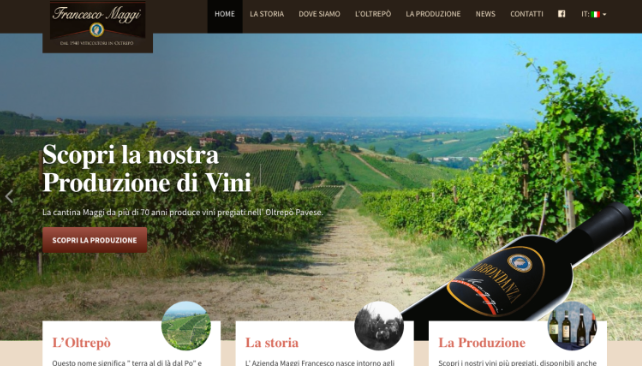 Francesco Maggi
DAL 1940 VITICULTORI IN OLTREPÒ
HOME LA STORIA DOVE SIAMO L'OLTREPÒ LA PRODUZIONE NEWS CONTATTI IT:
Scopri la nostra
Produzione di Vini
La cantina Maggi da più di 70 anni produce vini pregiati nell' Oltrepò Pavese.
SCOPRI LA PRODUZIONE
BBONDANZA
Maggi
L'Oltrepò
Questo nome significa " terra al di là dal Po" e
La storia
L' Azienda Maggi Francesco nasce intorno agli
La Produzione
Scopri i nostri vini più pregiati, disponibili anche